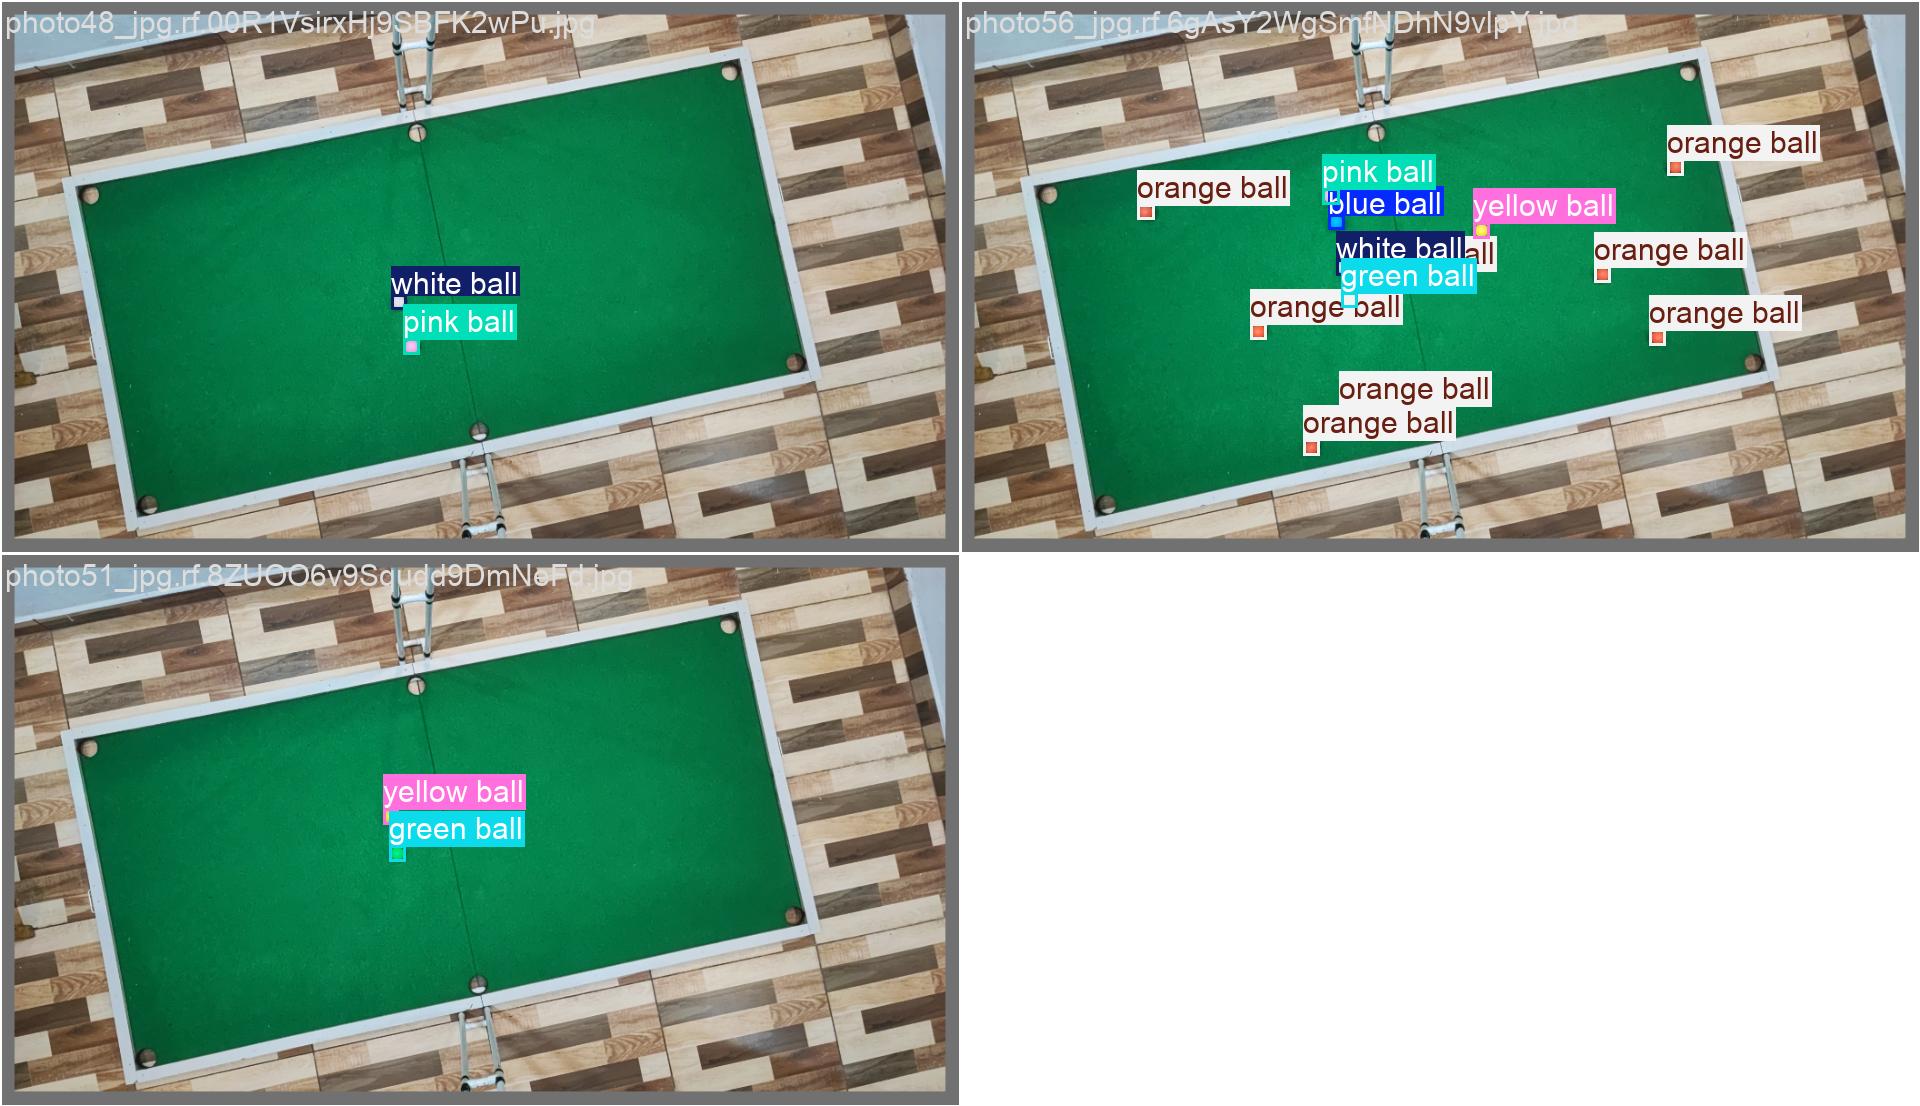 photo48_jpg.rf.00R1VsirxHj9SBFK2wPu.jpg
white ball
pink ball
photo56_jpg.rf.6gAsY2WgSmfNDhN9vlpY.jpg
orange ball
pink ball
orange ball
blue ball
yellow ball
white ball
all
orange ball
green ball
orange ball
orange ball
orange ball
orange ball
photo51_jpg.rf.8ZUOO6v9Squdd9DmNeFd.jpg
yellow ball
green ball